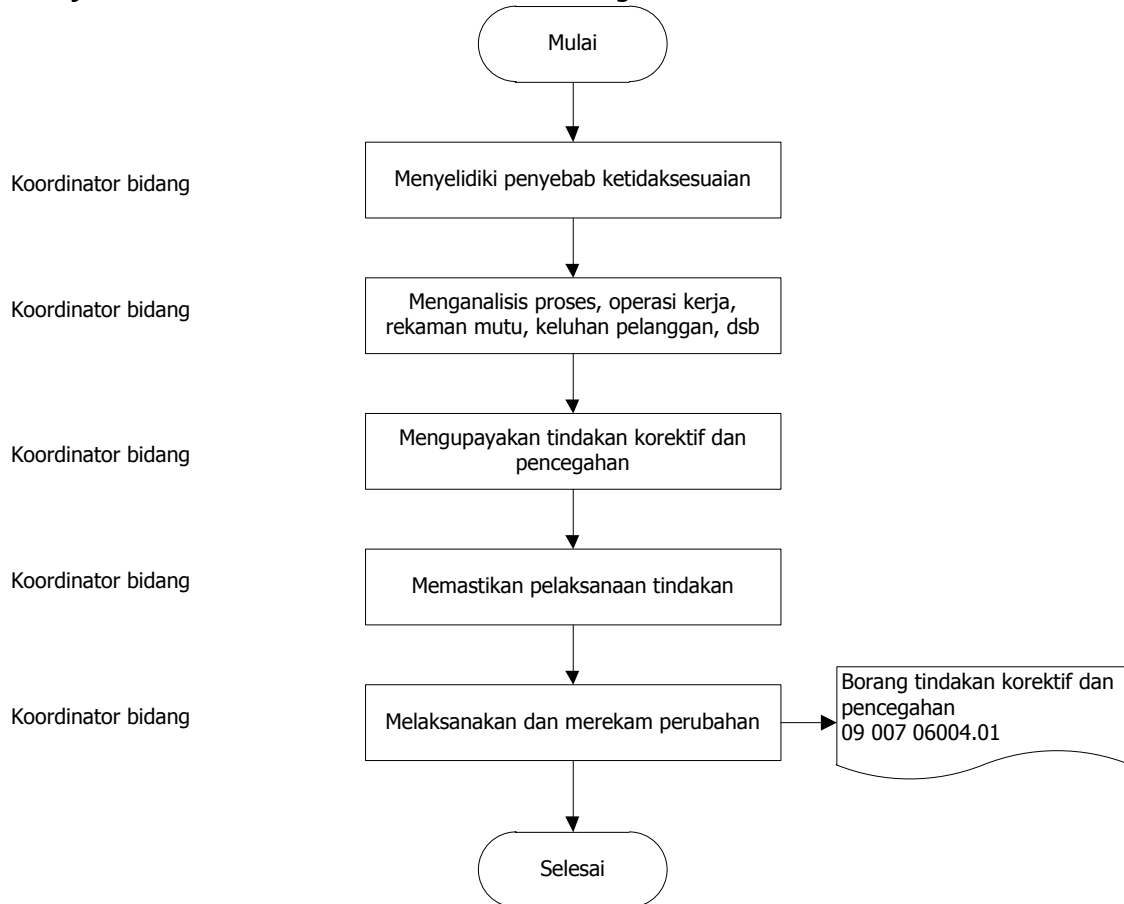 Mulai
Koordinator bidang
Menyelidiki penyebab ketidaksesuaian
Koordinator bidang
Menganalisis proses, operasi kerja,
rekaman mutu, keluhan pelanggan, dsb
Koordinator bidang
Mengupayakan tindakan korektif dan
pencegahan
Koordinator bidang
Memastikan pelaksanaan tindakan
Koordinator bidang
Melaksanakan dan merekam perubahan
Borang tindakan korektif dan
pencegahan
09 007 06004.01
Selesai